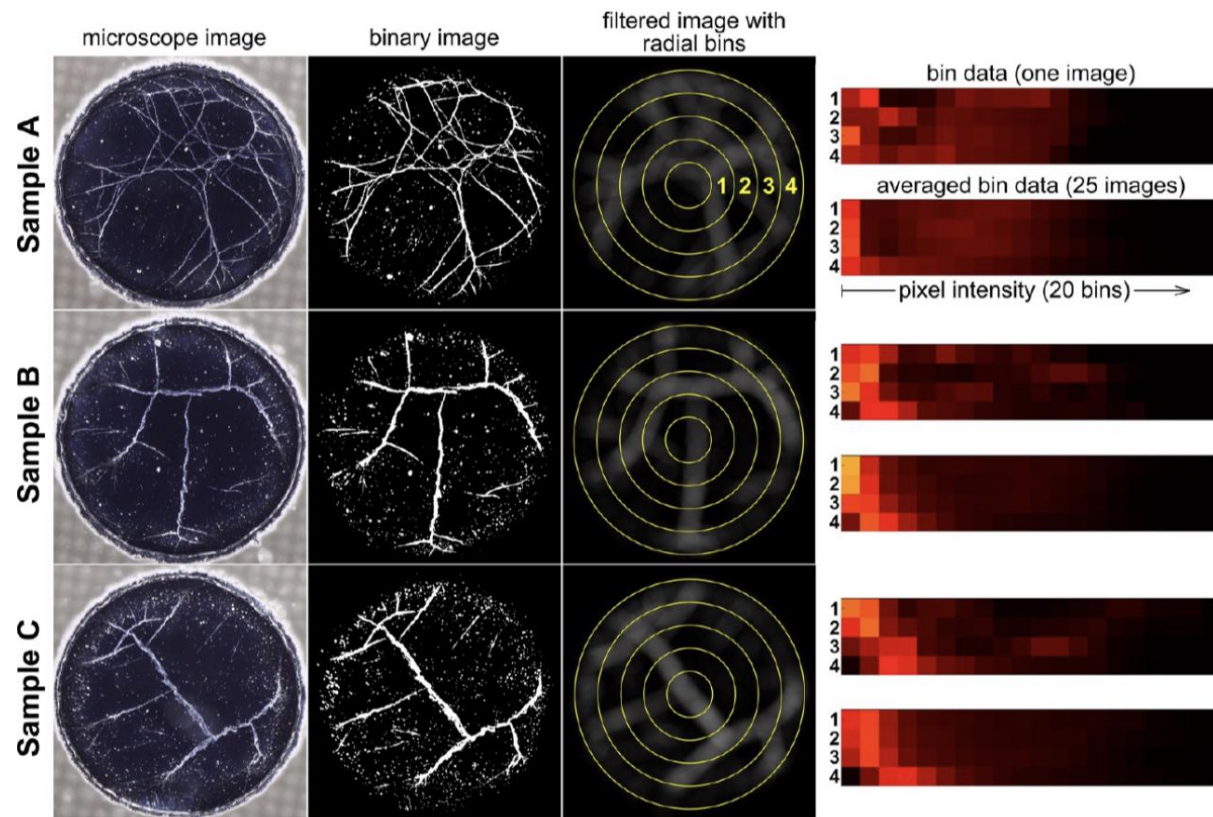 microscope image
binary image
filtered image with
radial bins
Sample A
1 2 3 4
bin data (one image)
1
2
3
4
averaged bin data (25 images)
1
2
3
4
pixel intensity (20 bins)
Sample B
1
2
3
4
1
2
3
4
Sample C
1
2
3
4
1
2
3
4